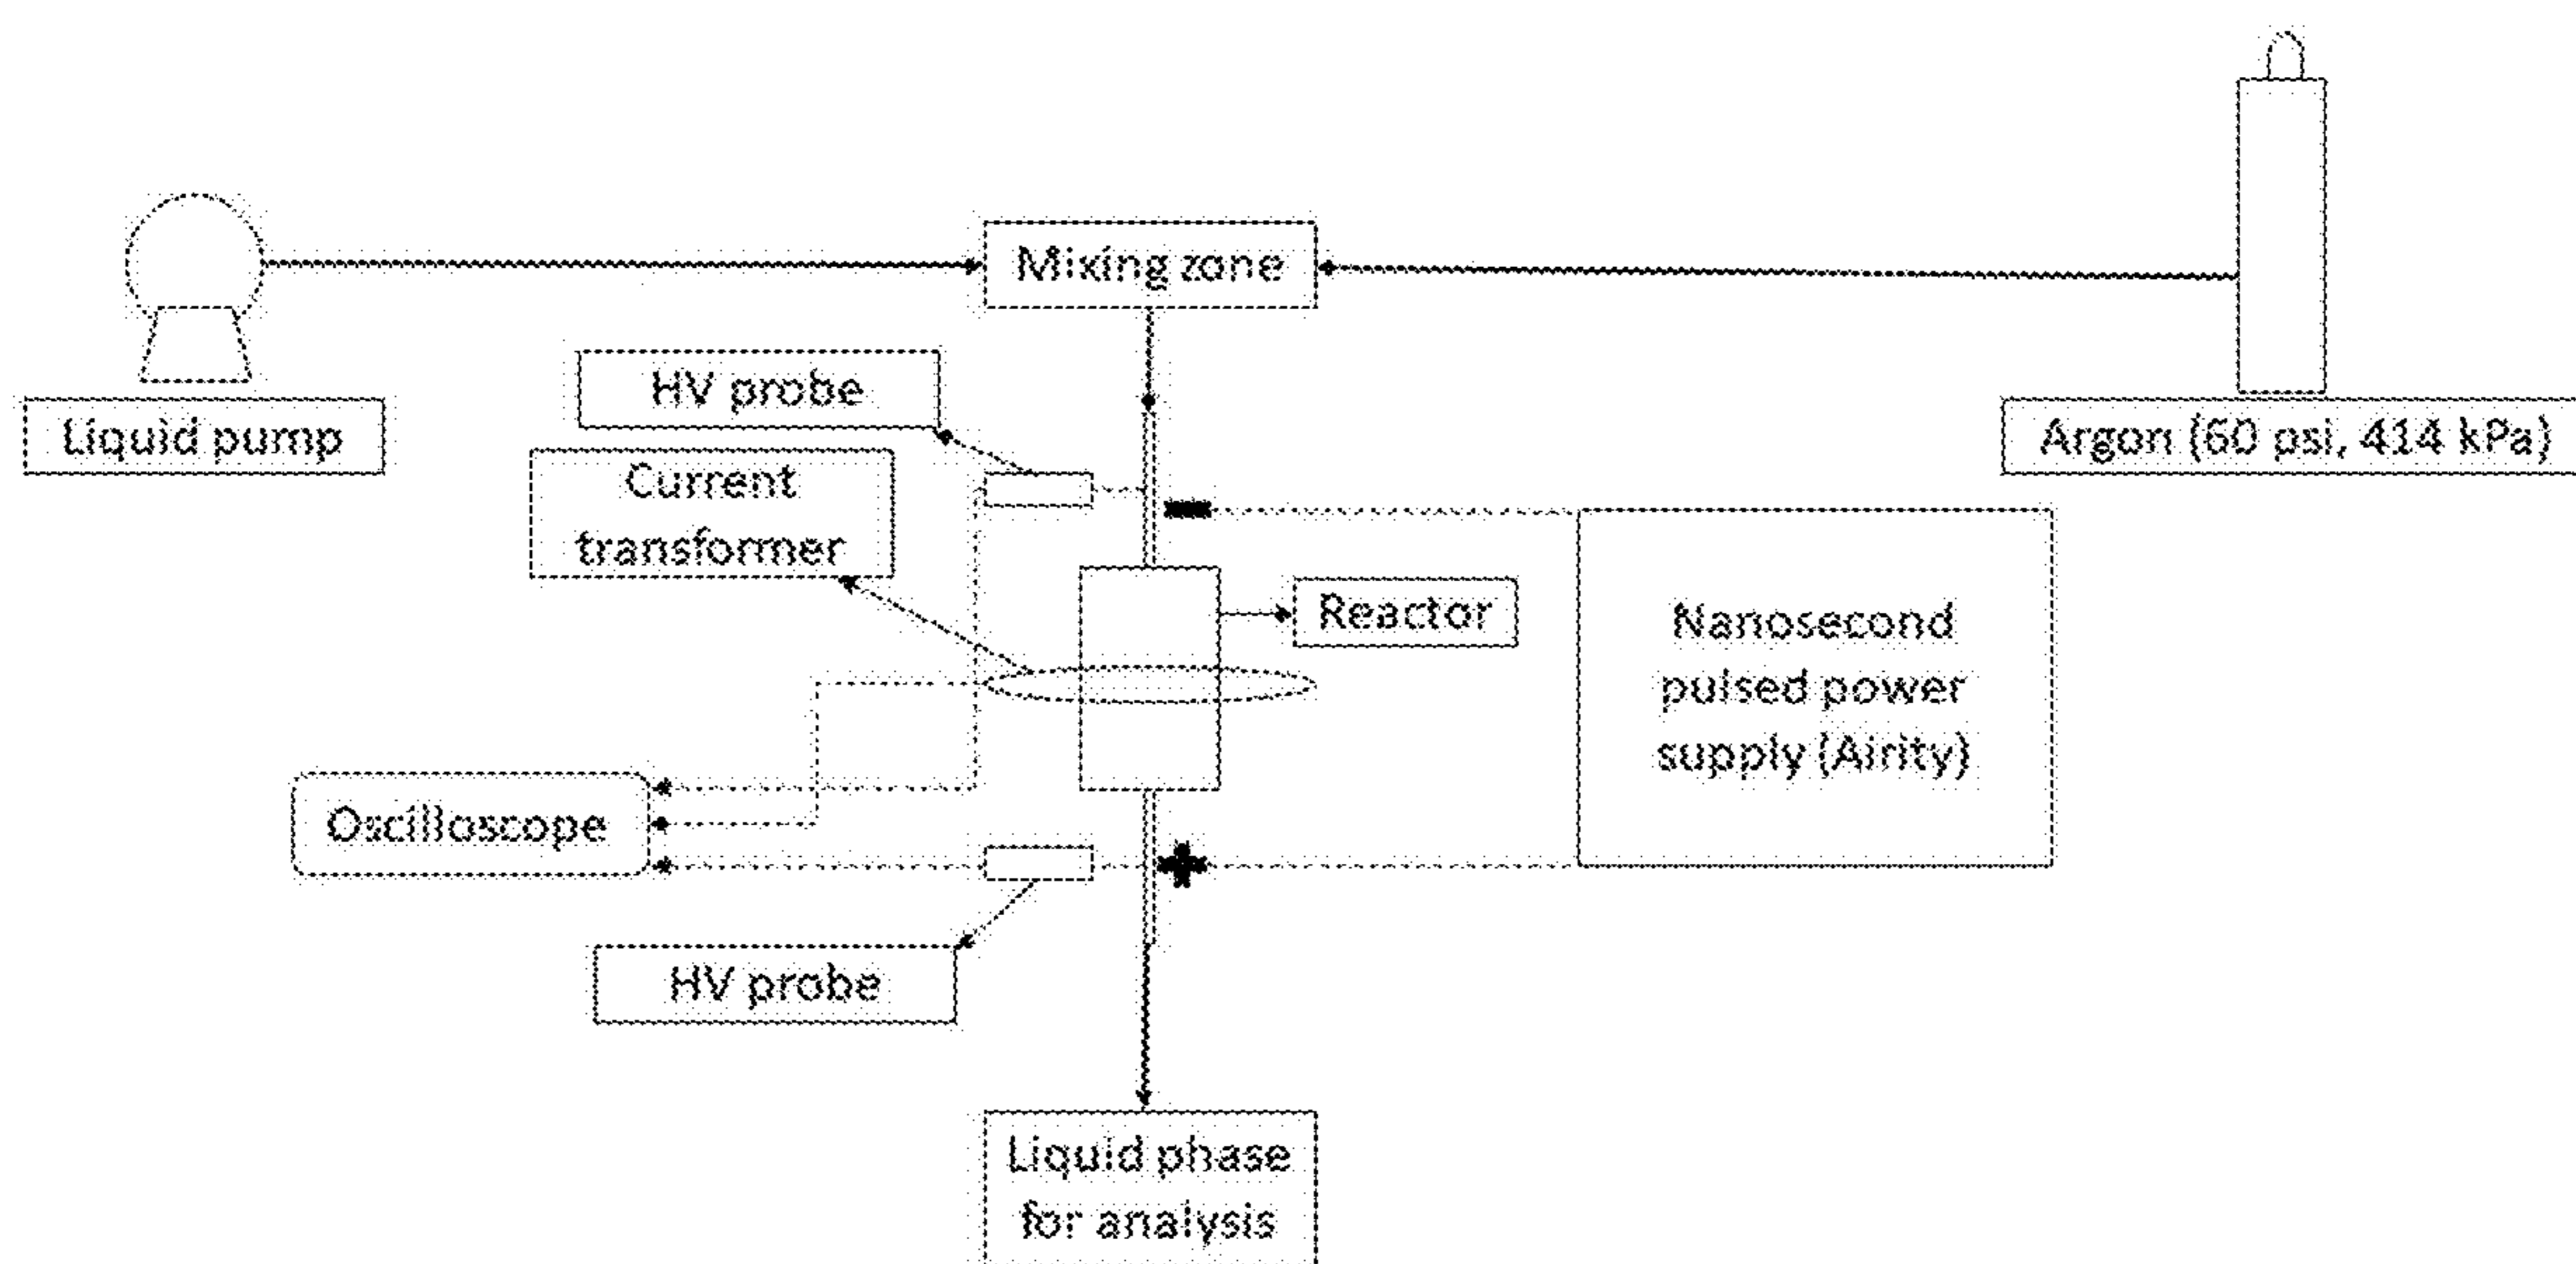 Mixing zone
HV probe
Liquid pump
Argon (60 psi, 414 kPa)
Current
transformer
Reactor
Nanosecond
pulsed power
supply (Airity)
Oscilloscope
HV probe
Liquid phase
for analysis